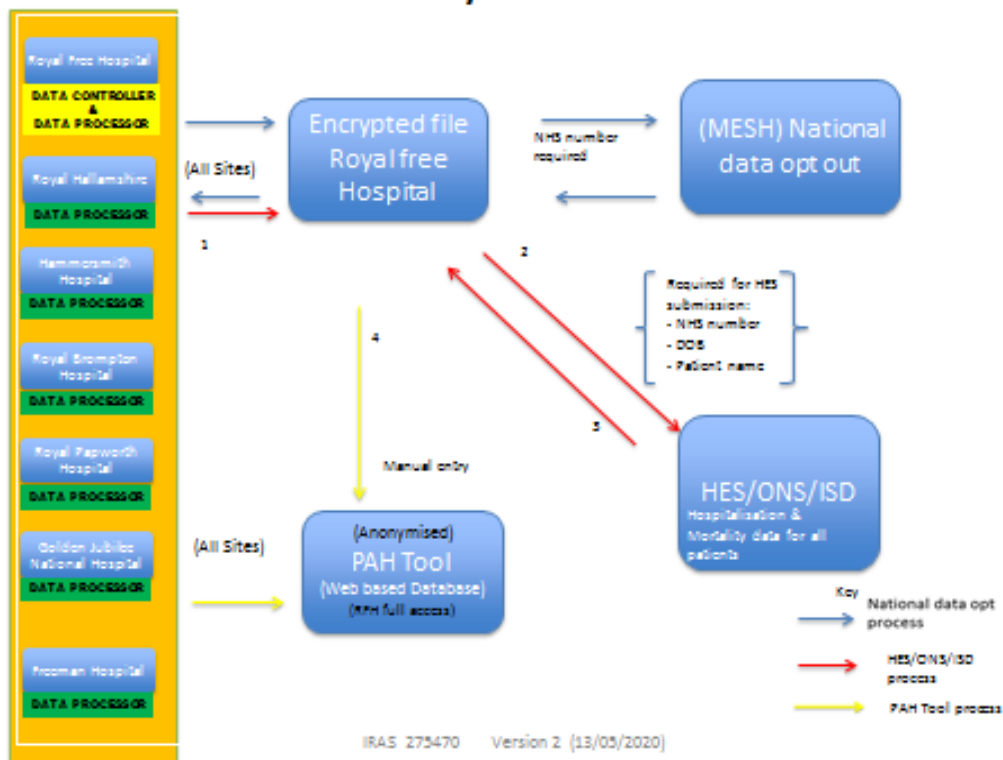 Royal Free Hospital
DATA CONTROLLER
&
DATA PROCESSOR
Royal Hallamshire
DATA PROCESSOR
Hammersmith
Hospital
DATA PROCESSOR
Royal Brompton
Hospital
DATA PROCESSOR
Royal Papworth
Hospital
DATA PROCESSOR
Golden Jubilee
National Hospital
DATA PROCESSOR
Freeman Hospital
DATA PROCESSOR
(All Sites)
1
Encrypted file
Royal free
Hospital
NHS number
required
(MESH) National
data opt out
2
Required for HES
submission:
- NHS number
- DOB
- Patient name
3
4
Manual entry
(All Sites)
(Anonymised)
PAH Tool
(Web based Database)
(RFH full access)
HES/ONS/ISD
Hospitalisation &
Mortality data for all
patients
Key
National data opt
process
HES/ONS/ISD
process
PAH Tool process
IRAS 275470 Version 2 (13/05/2020)